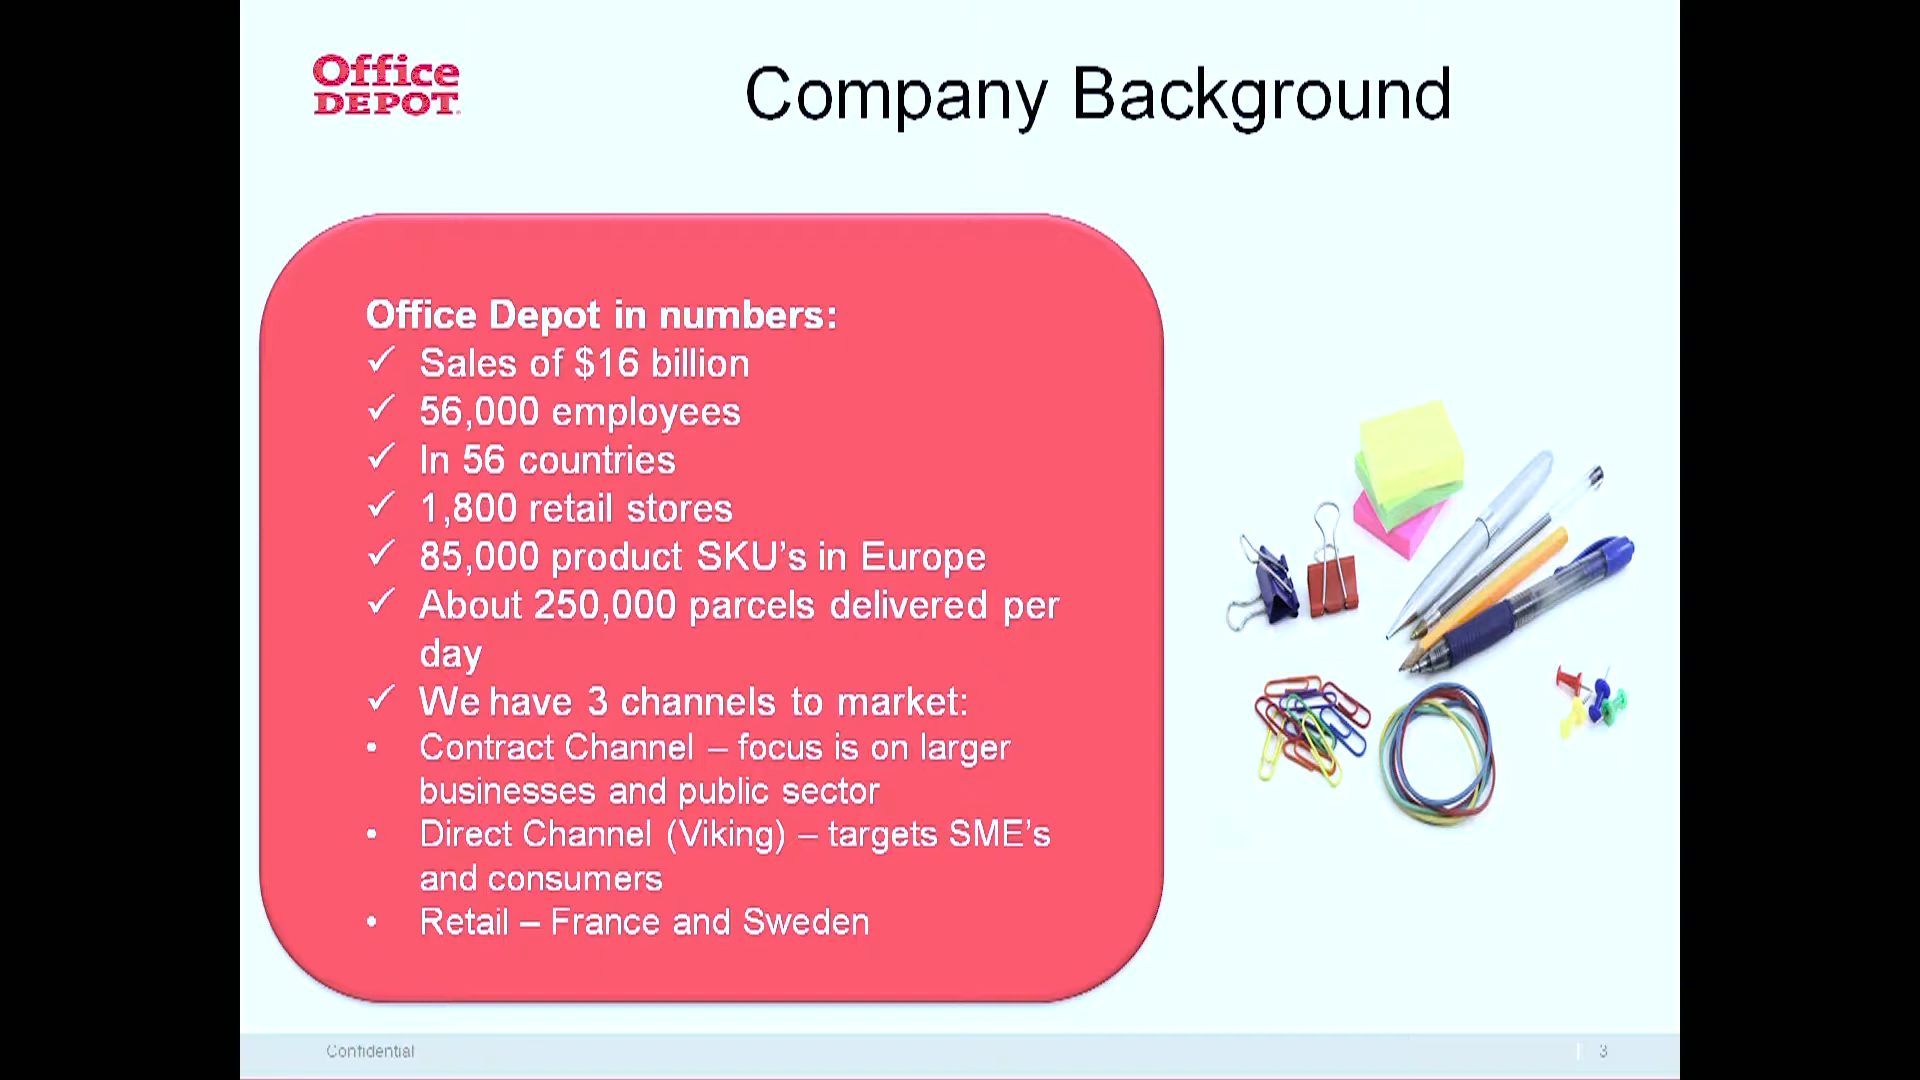 Office
DEPOT
Company Background
Office Depot in numbers:
✓ Sales of $16 billion
✓ 56,000 employees
✓ In 56 countries
✓ 1,800 retail stores
✓ 85,000 product SKU’s in Europe
✓ About 250,000 parcels delivered per
day
✓ We have 3 channels to market:
• Contract Channel – focus is on larger
businesses and public sector
• Direct Channel (Viking) – targets SME’s
and consumers
• Retail – France and Sweden
Confidential
| 3